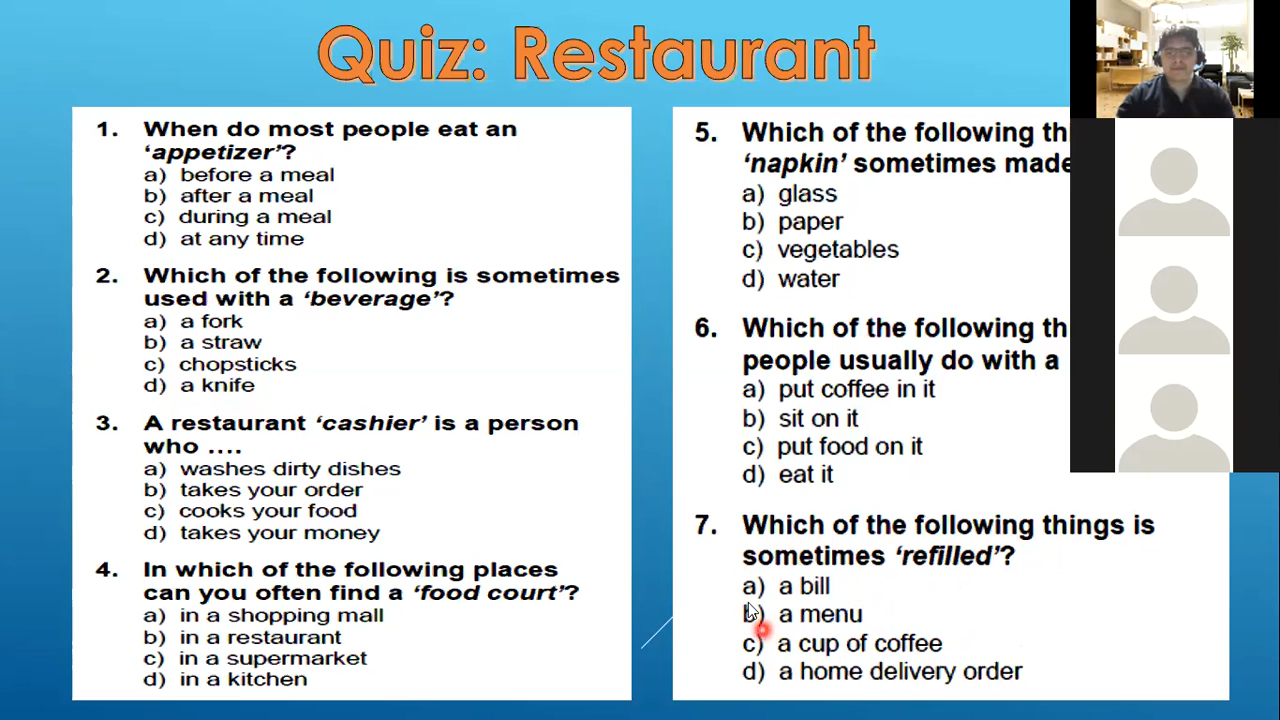 Quiz: Restaurant
1. When do most people eat an
‘appetizer’?
a) before a meal
b) after a meal
c) during a meal
d) at any time
2. Which of the following is sometimes
used with a ‘beverage’?
a) a fork
b) a straw
c) chopsticks
d) a knife
3. A restaurant ‘cashier’ is a person
who ....
a) washes dirty dishes
b) takes your order
c) cooks your food
d) takes your money
4. In which of the following places
can you often find a ‘food court’?
a) in a shopping mall
b) in a restaurant
c) in a supermarket
d) in a kitchen
5. Which of the following
‘napkin’ sometimes made
a) glass
b) paper
c) vegetables
d) water
6. Which of the following
people usually do with a
a) put coffee in it
b) sit on it
c) put food on it
d) eat it
7. Which of the following things is
sometimes ‘refilled’?
a) a bill
b) a menu
c) a cup of coffee
d) a home delivery order